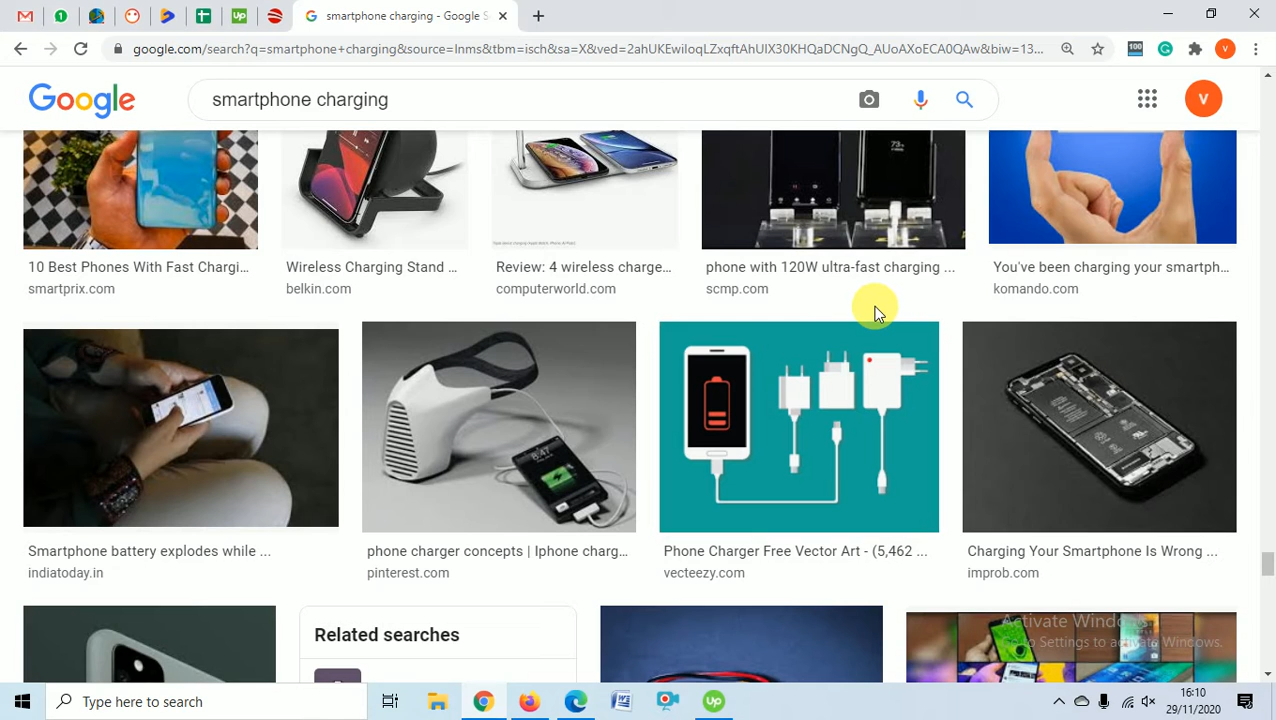 smartphone charging - Google S
google.com/search?q=smartphone+charging&source=lnms&tbm=isch&sa=X&ved=2ahUKEwiloqLZxqftAhUIX30KHQaDCNgQ_AUoAXoECA0QAw&biw=13...
100
V
Google
smartphone charging
V
73%
10 Best Phones With Fast Chargi...
smartprix.com
Wireless Charging Stand ...
belkin.com
Review: 4 wireless charge...
computerworld.com
phone with 120W ultra-fast charging ...
scmp.com
You've been charging your smartph...
komando.com
8:47
Smartphone battery explodes while ...
indiatoday.in
phone charger concepts | Iphone charg...
pinterest.com
Phone Charger Free Vector Art - (5,462 ...
vecteezy.com
Charging Your Smartphone Is Wrong ...
improb.com
Related searches
Activate Windows
Go to Settings to activate Windows.
Type here to search
W
Up
16:10
29/11/2020